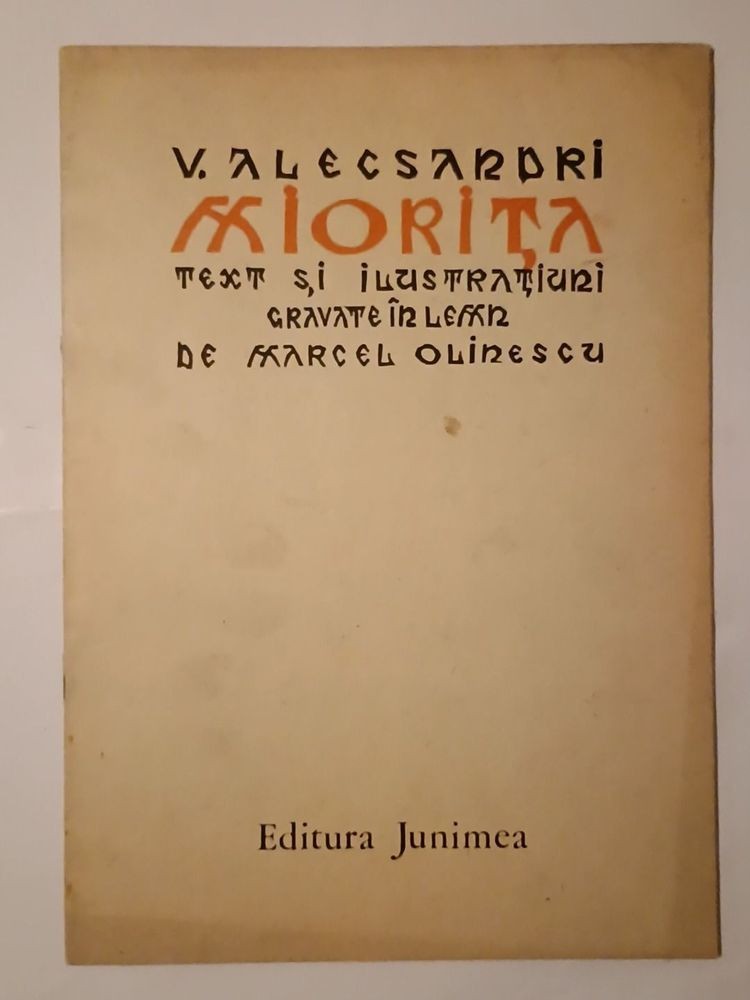 V. ALECSANDRI
MIORIȚA
TEXT ȘI ILUSTRAȚIUNI
GRAVATE ÎN LEMN
DE MARCEL OLINESCU
Editura Junimea